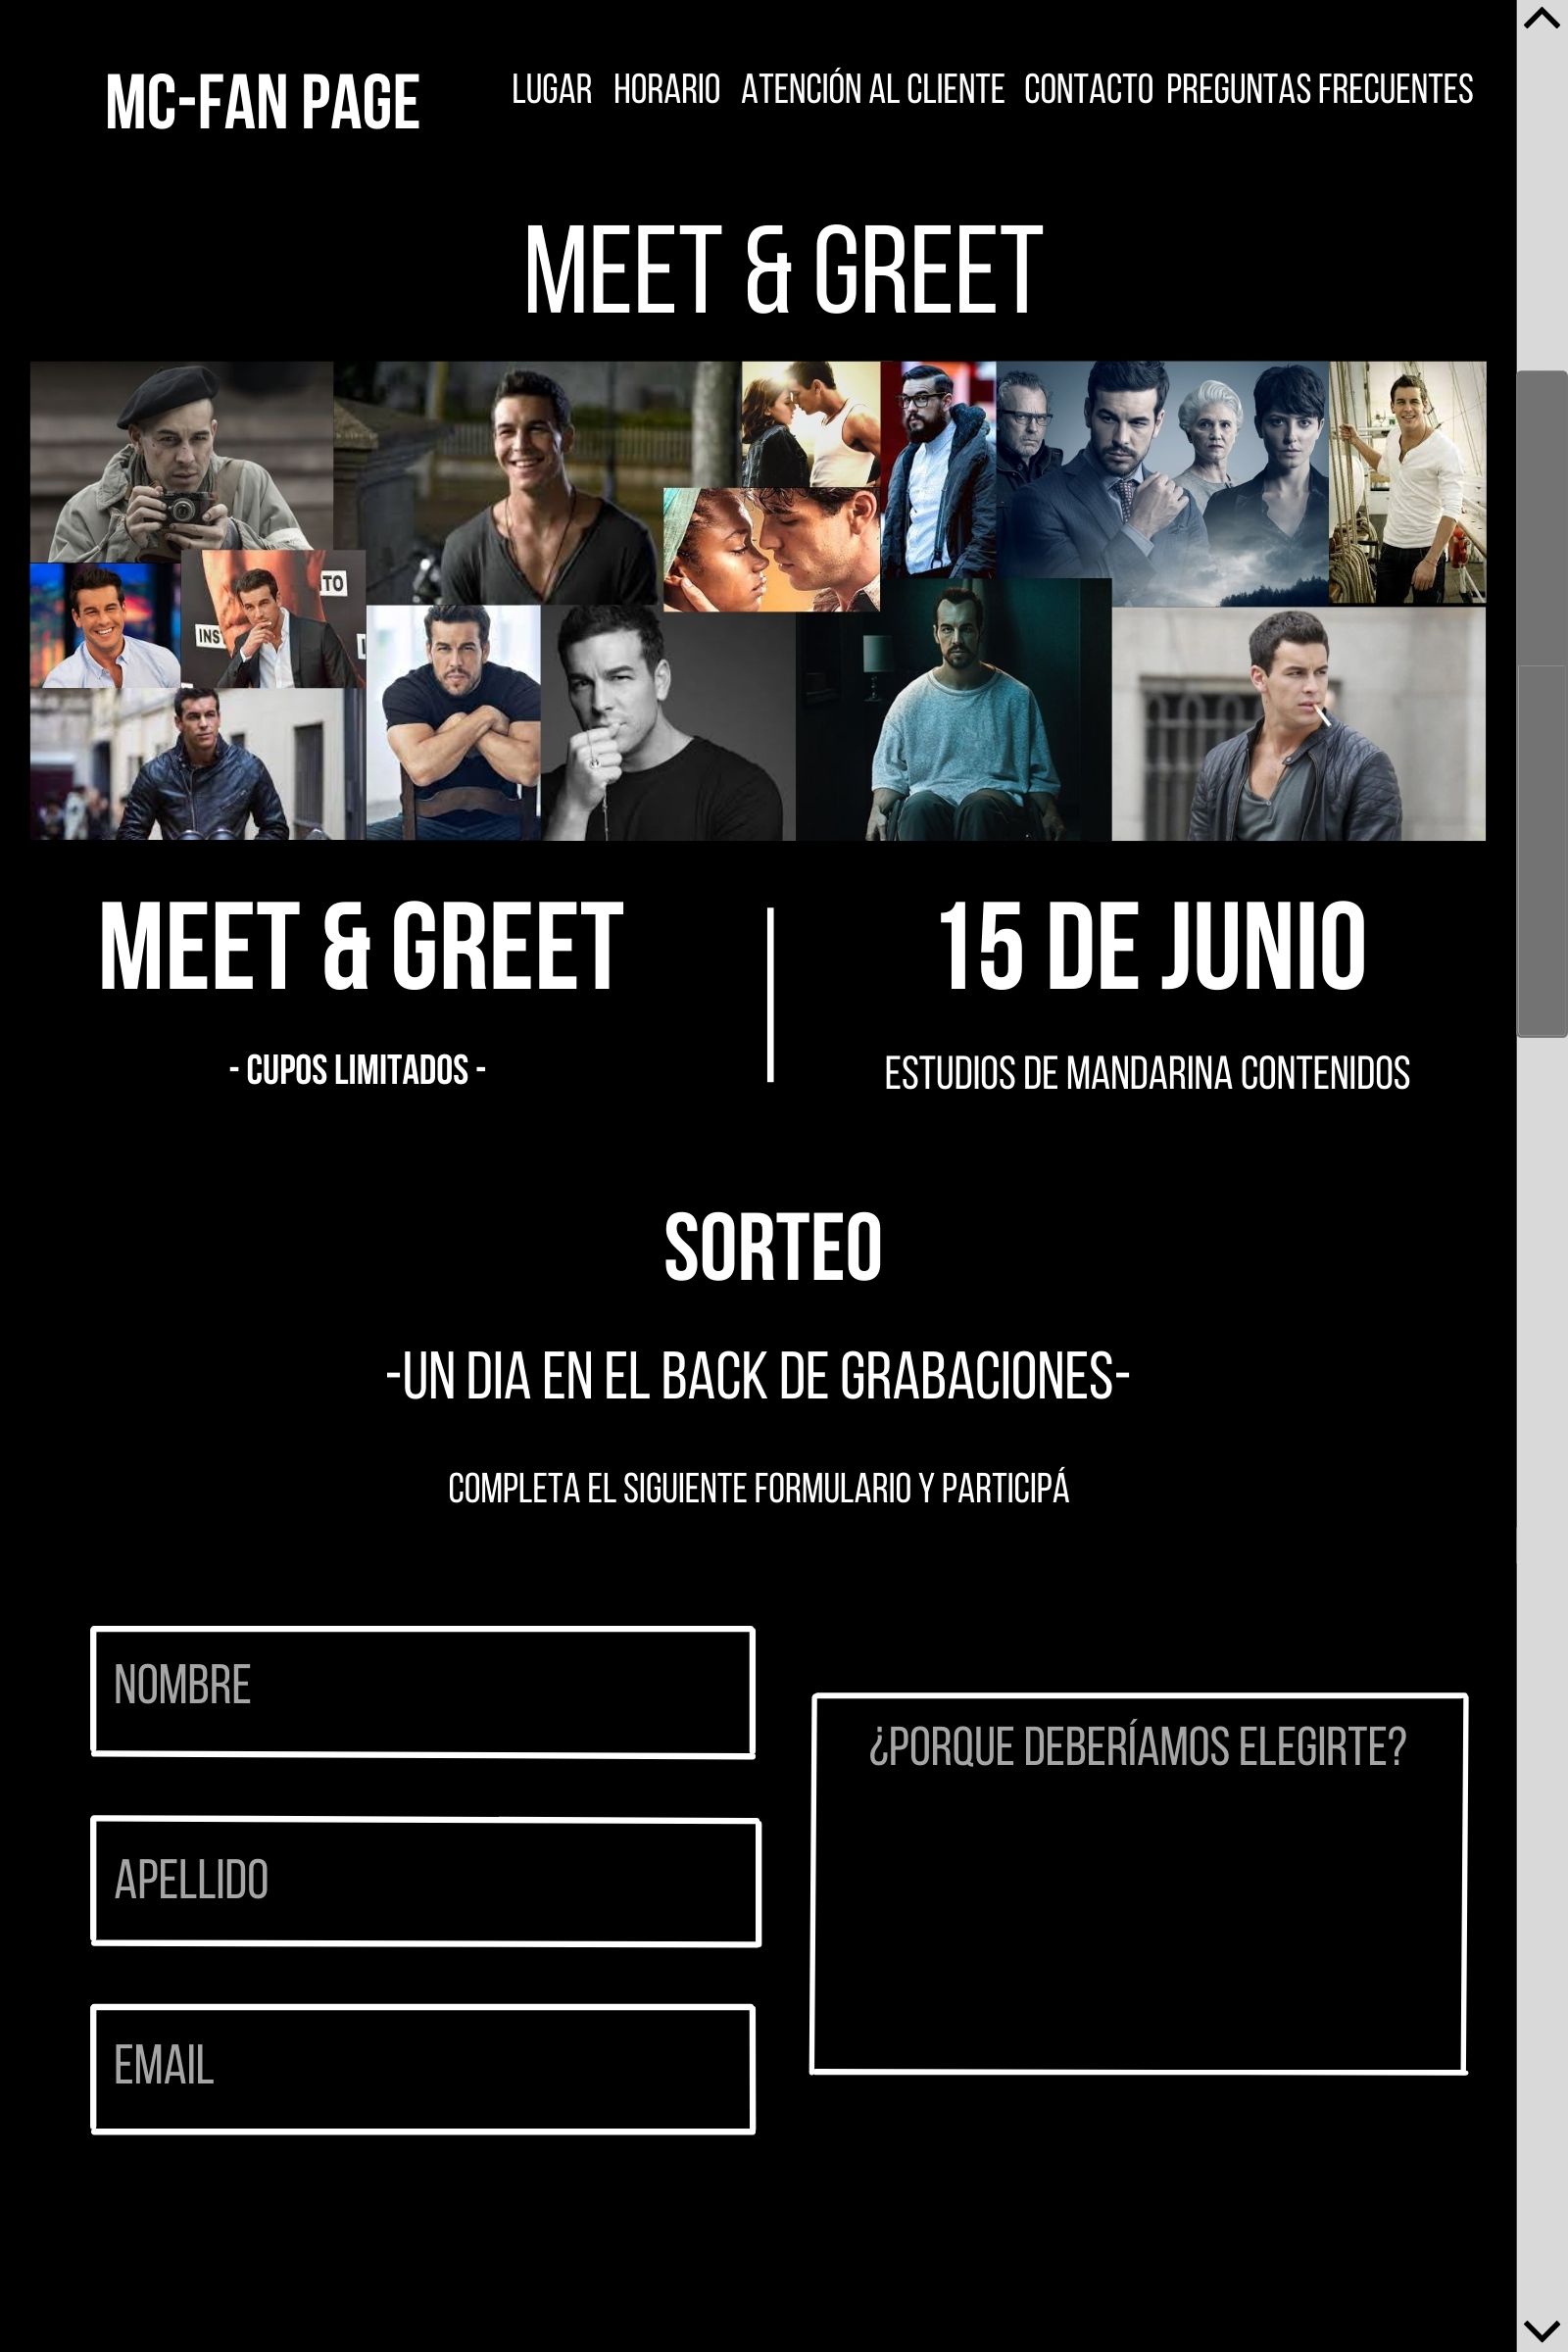 MC-FAN PAGE
LUGAR HORARIO ATENCIÓN AL CLIENTE CONTACTO PREGUNTAS FRECUENTES
MEET & GREET
TO
INS
MEET & GREET
- CUPOS LIMITADOS -
15 DE JUNIO
ESTUDIOS DE MANDARINA CONTENIDOS
SORTEO
-UN DIA EN EL BACK DE GRABACIONES-
COMPLETA EL SIGUIENTE FORMULARIO Y PARTICIPÁ
NOMBRE
APELLIDO
EMAIL
¿PORQUE DEBERÍAMOS ELEGIRTE?